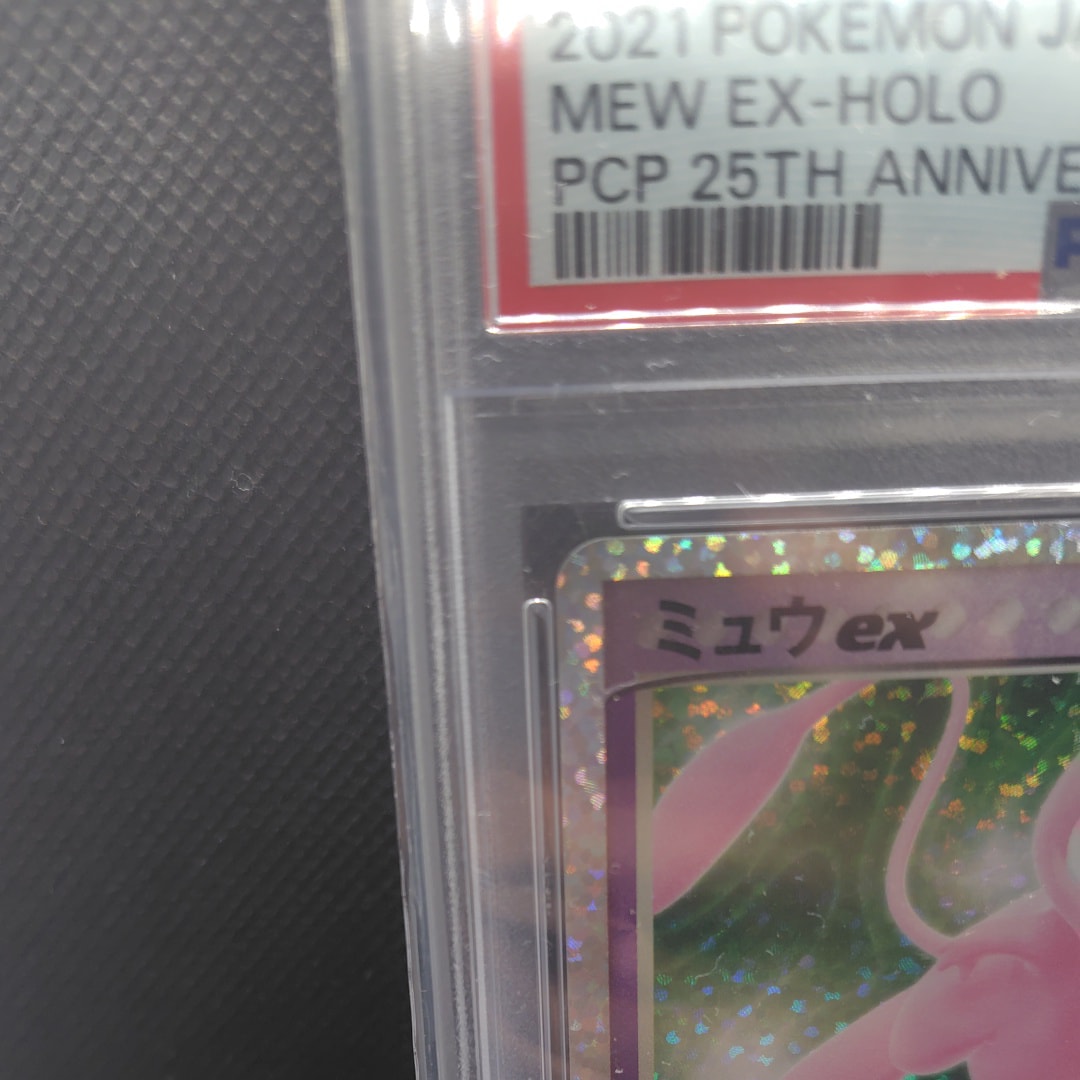 2021 POKEMON JA
MEW EX-HOLO
PCP 25TH ANNIVE
P
ミュウex